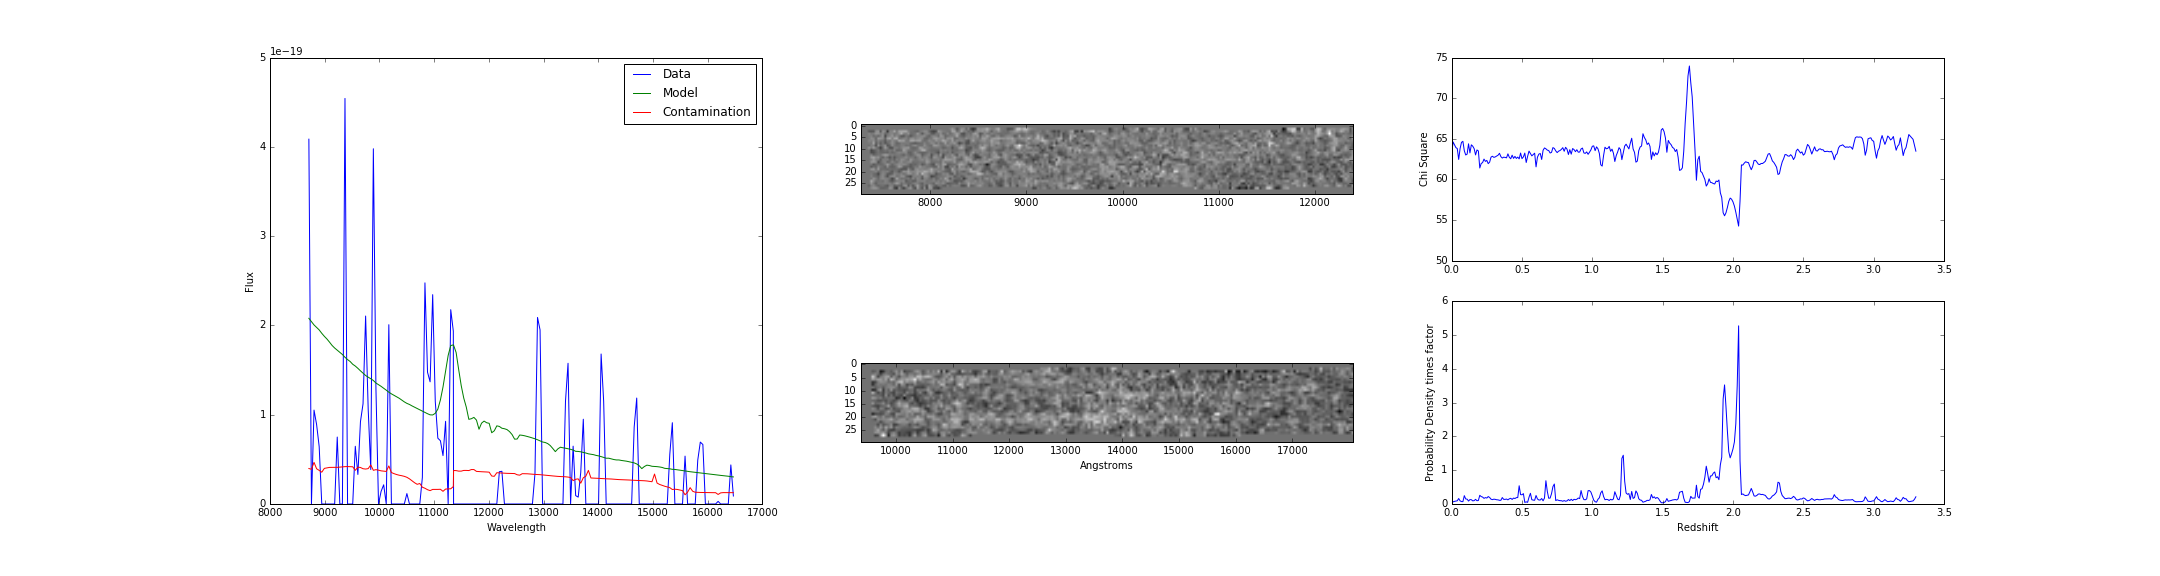 1e−19
5
4
3
2
1
0
Flux
8000 9000 10000 11000 12000 13000 14000 15000 16000 17000
Wavelength
Data
Model
Contamination
0
5
10
15
20
25
8000 9000 10000 11000 12000
0
5
10
15
20
25
10000 11000 12000 13000 14000 15000 16000 17000
Angstroms
75
70
65
60
55
50
Chi Square
0.0 0.5 1.0 1.5 2.0 2.5 3.0 3.5
6
5
4
3
2
1
0
Probability Density times factor
0.0 0.5 1.0 1.5 2.0 2.5 3.0 3.5
Redshift